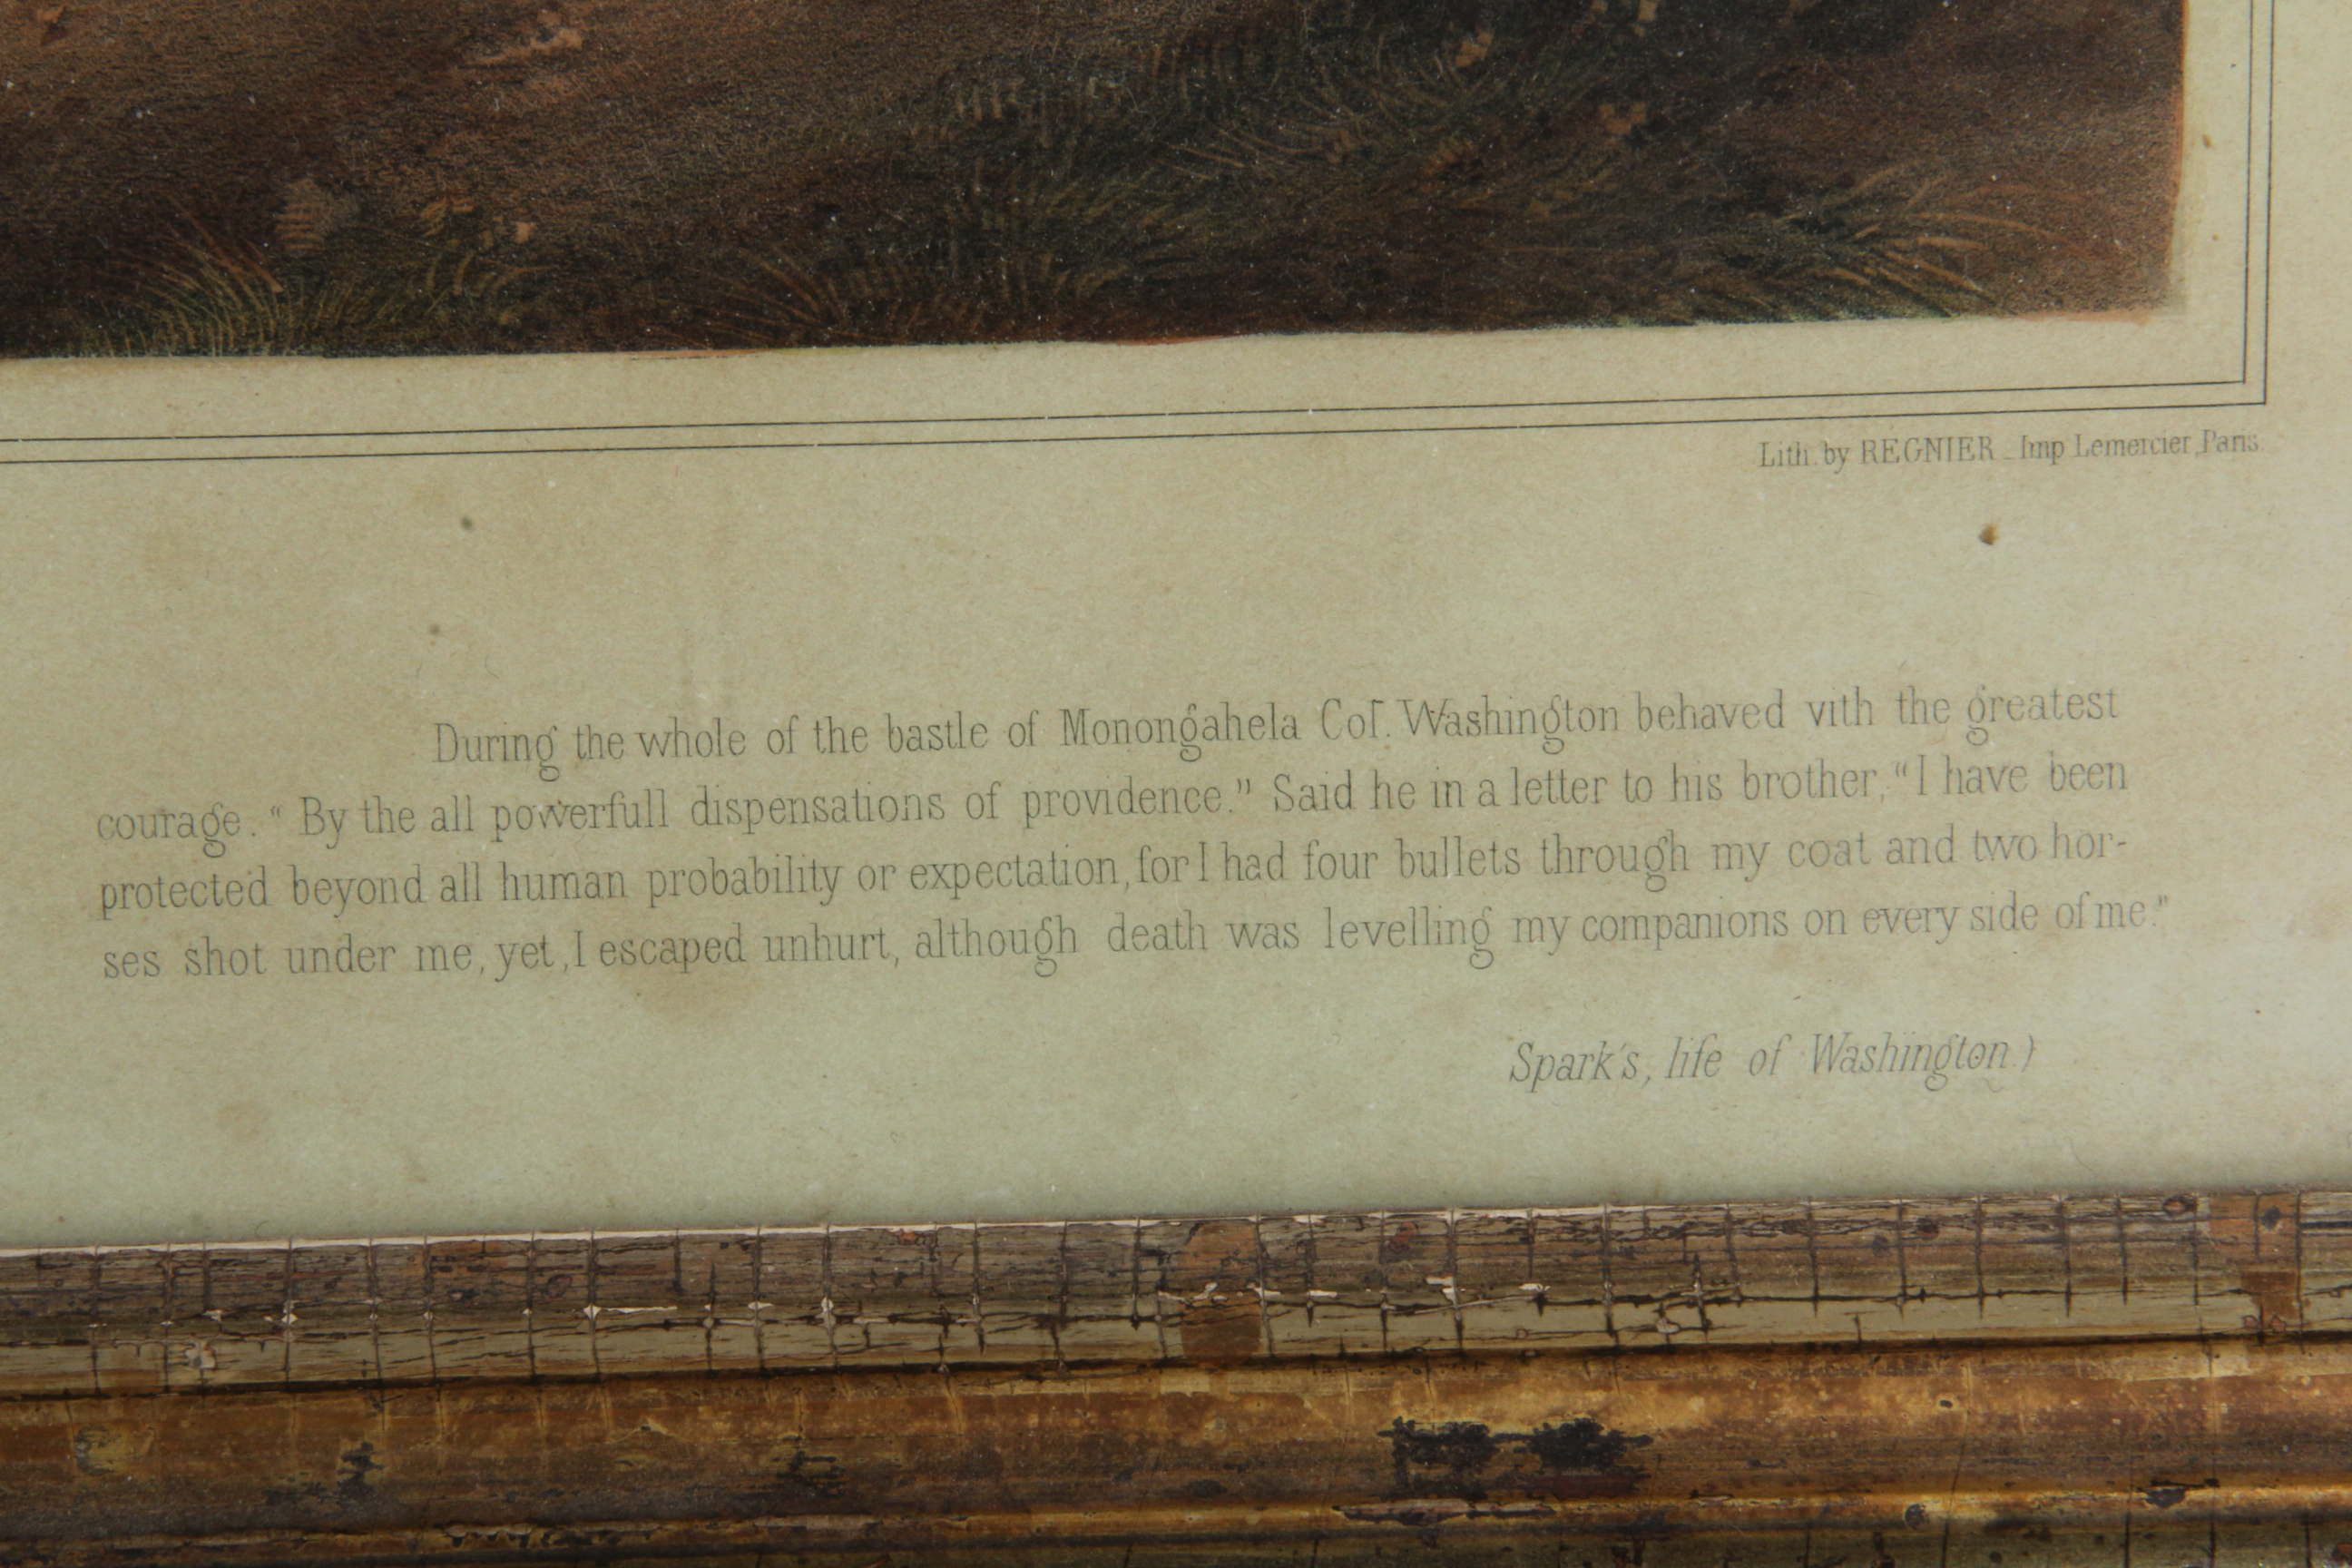 Lith. by REGNIER _ Imp Lemercier, Paris.
During the whole of the bastle of Monongahela Col. Washington behaved vith the greatest
courage. “ By the all powerfull dispensations of providence.” Said he in a letter to his brother, “I have been
protected beyond all human probability or expectation, for I had four bullets through my coat and two hor-
ses shot under me, yet, I escaped unhurt, although death was levelling my companions on every side of me.”
Spark's, life of Washington.)